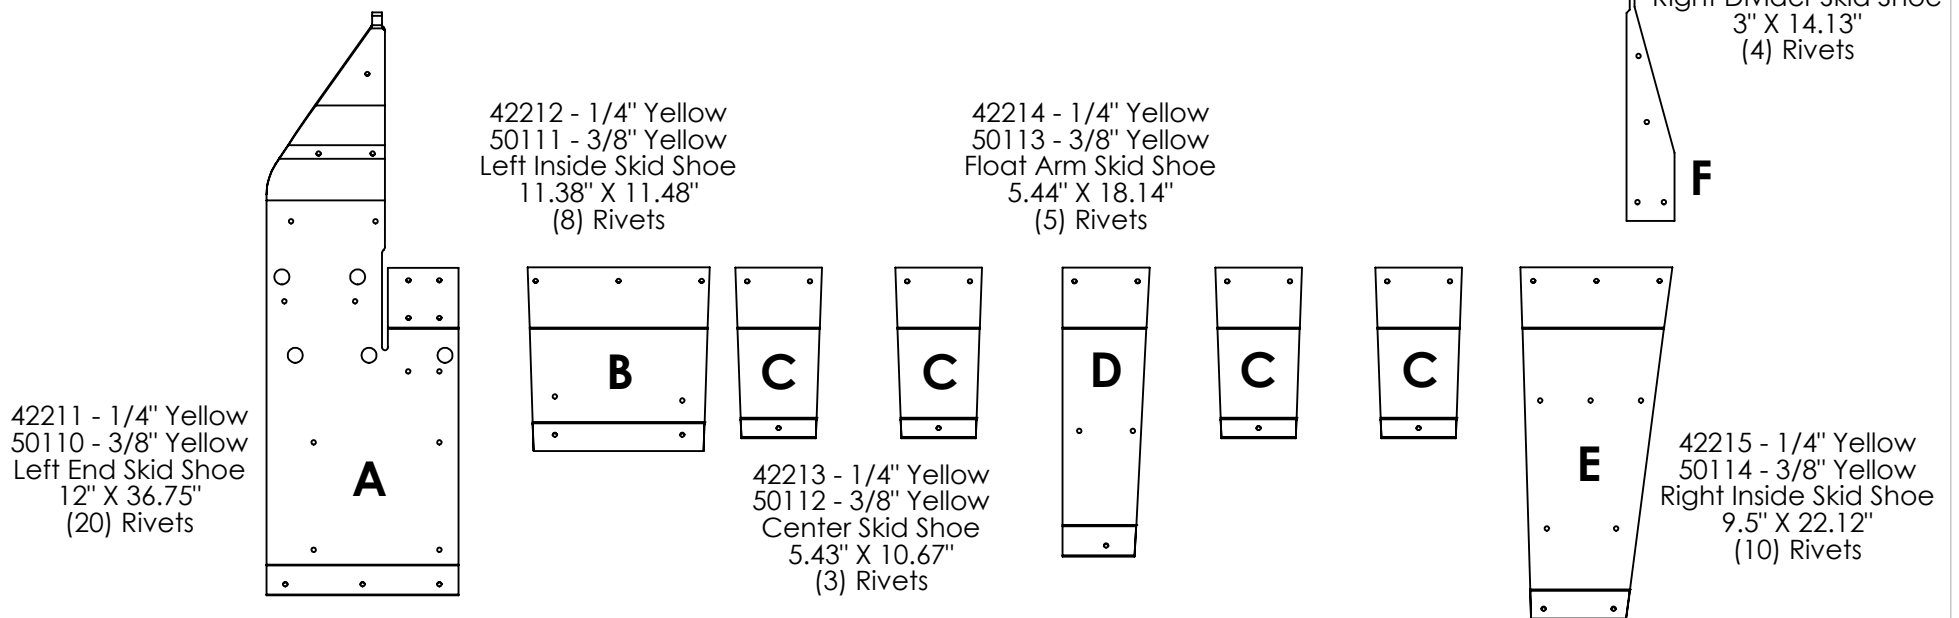 Right Divider Skid Shoe
3" X 14.13"
(4) Rivets
F
42212 - 1/4" Yellow
50111 - 3/8" Yellow
Left Inside Skid Shoe
11.38" X 11.48"
(8) Rivets
42214 - 1/4" Yellow
50113 - 3/8" Yellow
Float Arm Skid Shoe
5.44" X 18.14"
(5) Rivets
B
C
C
D
C
C
42211 - 1/4" Yellow
50110 - 3/8" Yellow
Left End Skid Shoe
12" X 36.75"
(20) Rivets
A
42213 - 1/4" Yellow
50112 - 3/8" Yellow
Center Skid Shoe
5.43" X 10.67"
(3) Rivets
E
42215 - 1/4" Yellow
50114 - 3/8" Yellow
Right Inside Skid Shoe
9.5" X 22.12"
(10) Rivets